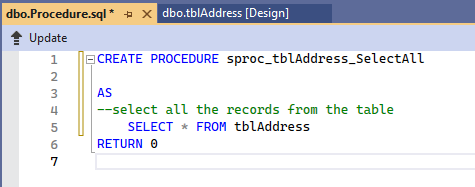 dbo.Procedure.sql * dbo.tblAddress [Design]
Update
1 CREATE PROCEDURE sproc_tblAddress_SelectAll
2
3 AS
4 --select all the records from the table
5 SELECT * FROM tblAddress
6 RETURN 0
7